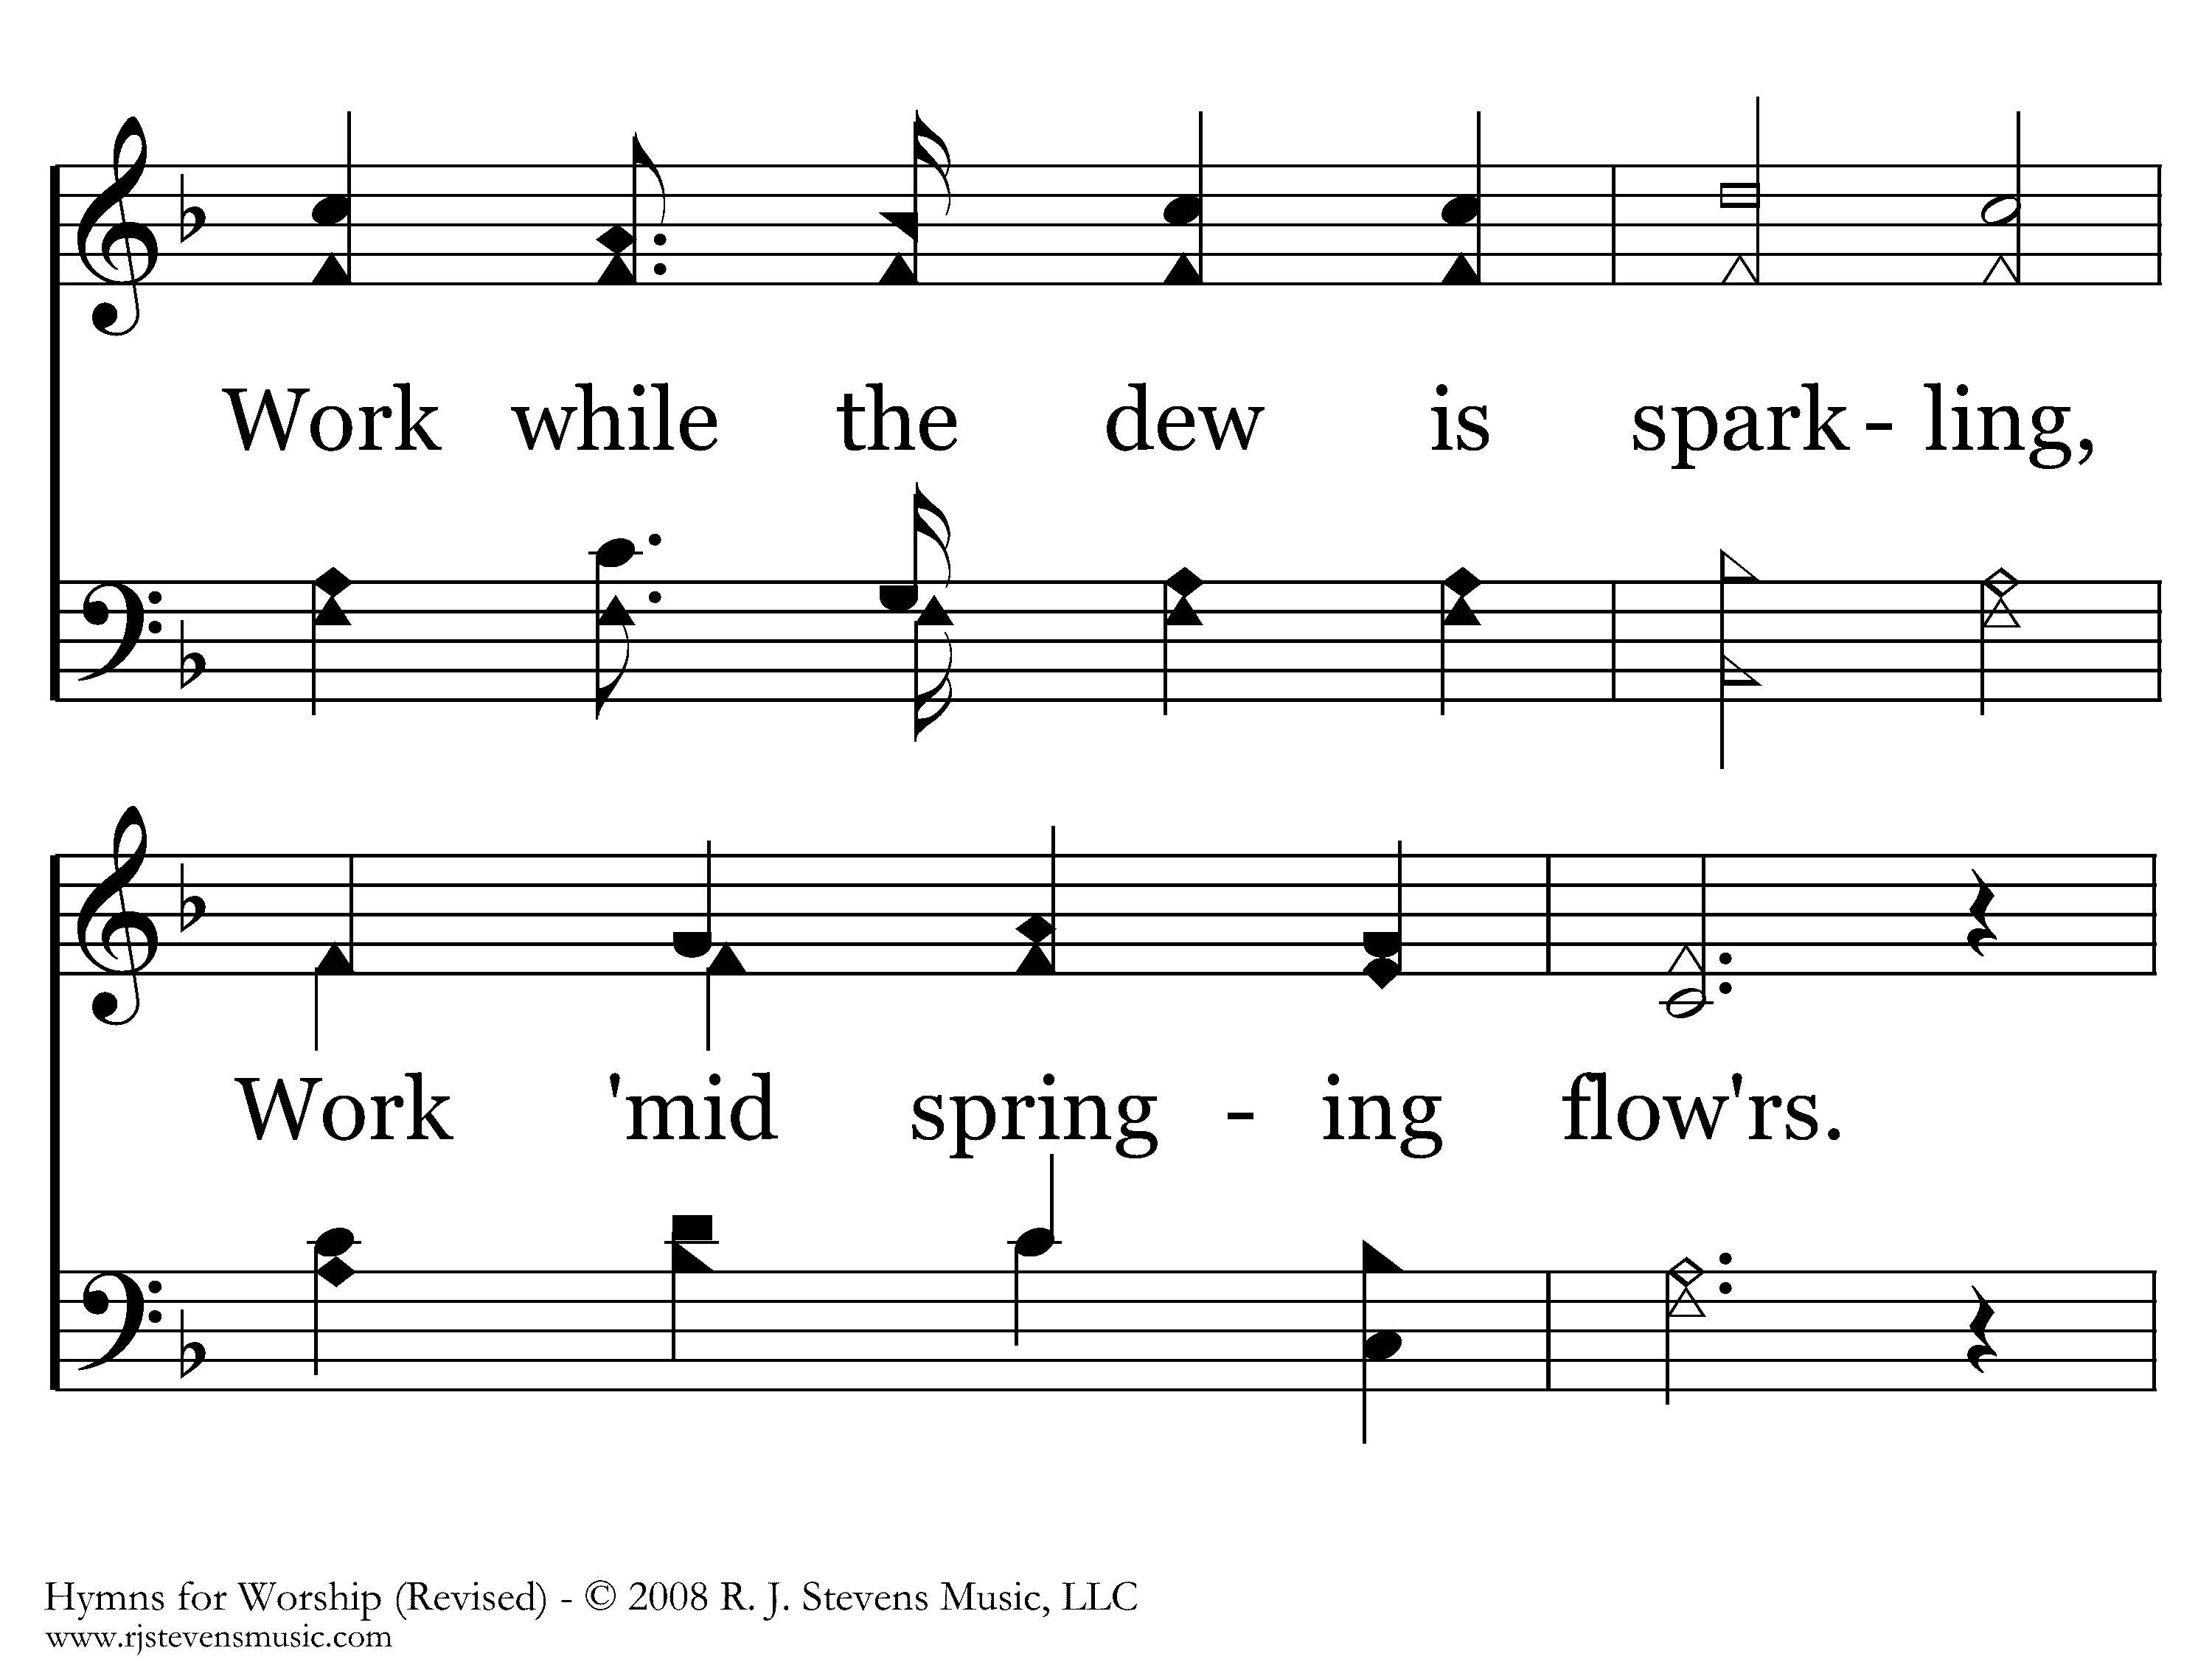 Work while the dew is spark - ling,
Work 'mid spring - ing flow'rs.
Hymns for Worship (Revised) - © 2008 R. J. Stevens Music, LLC
www.rjstevensmusic.com